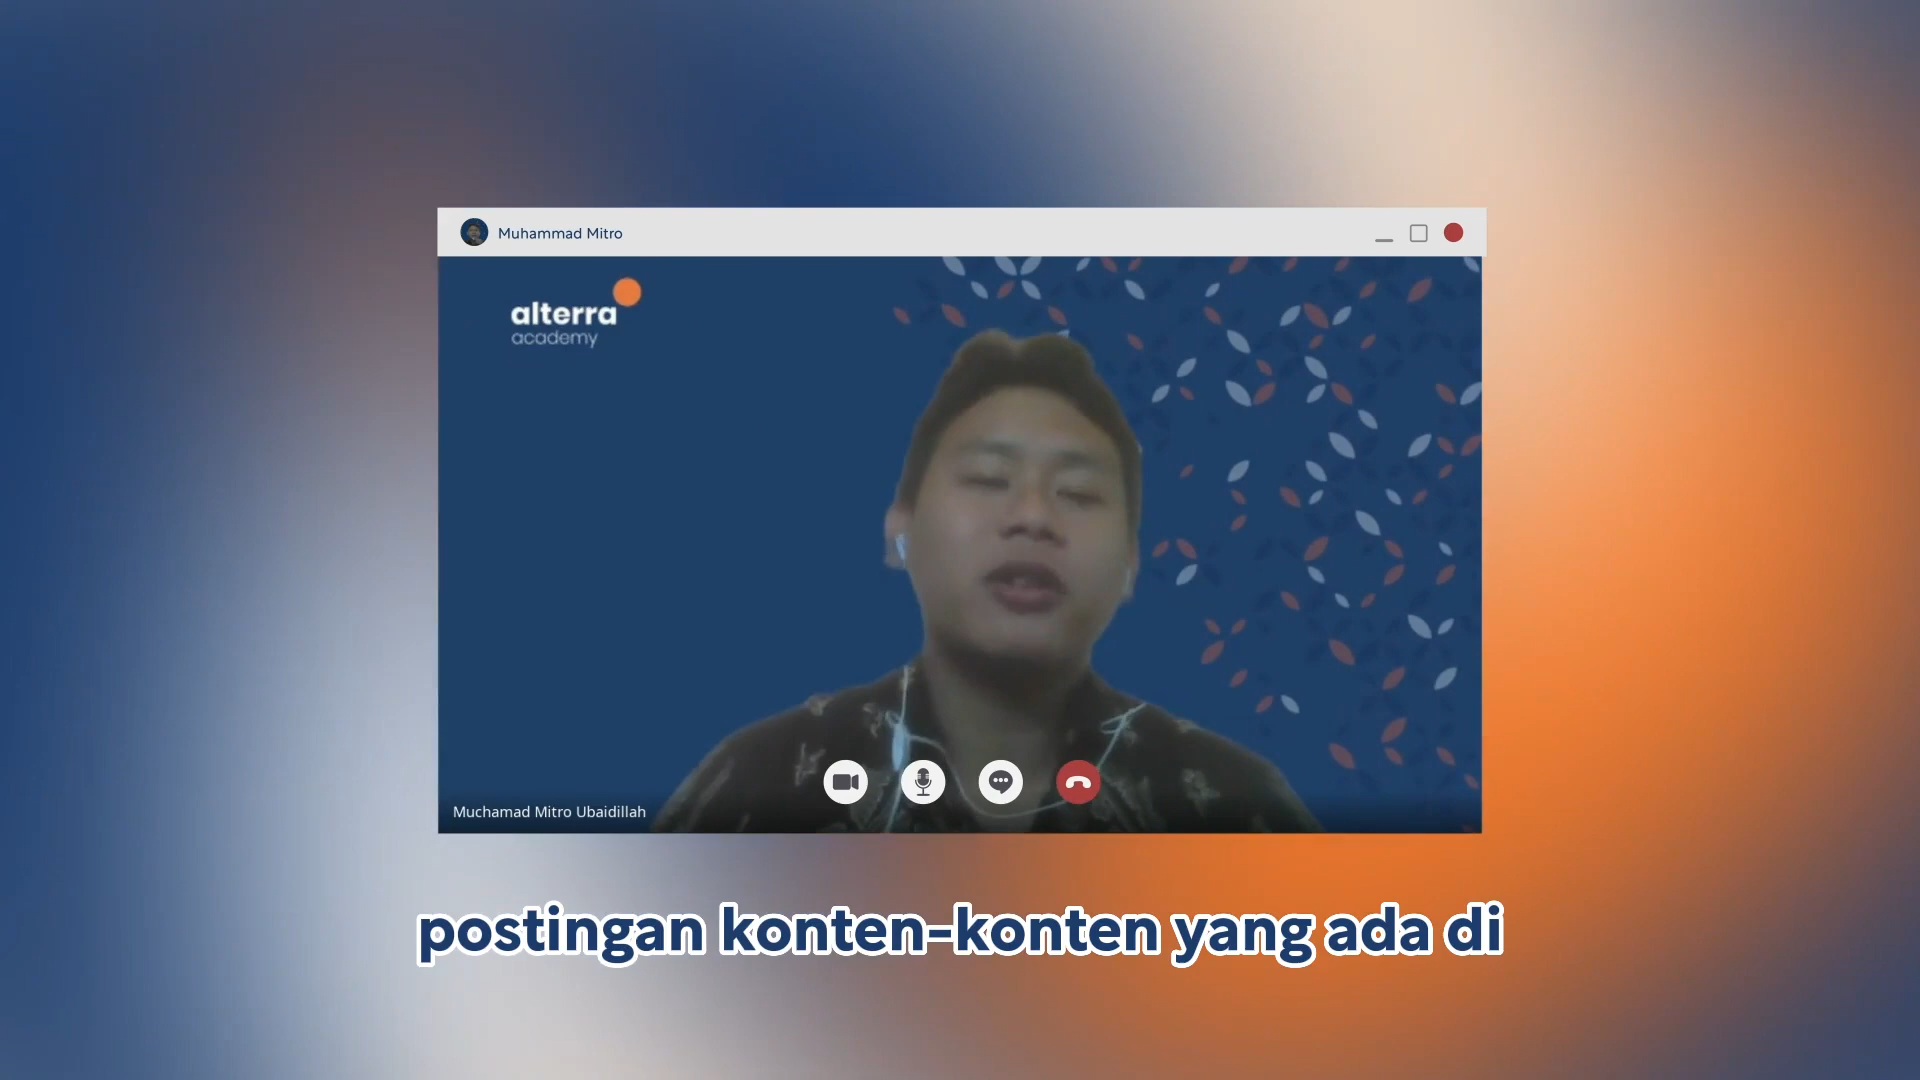 Muhammad Mitro
alterra
academy
Muchamad Mitro Ubaidillah
postingan konten-konten yang ada di